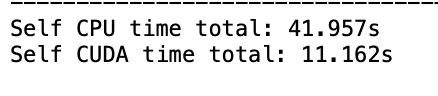 Self CPU time total: 41.957s
Self CUDA time total: 11.162s